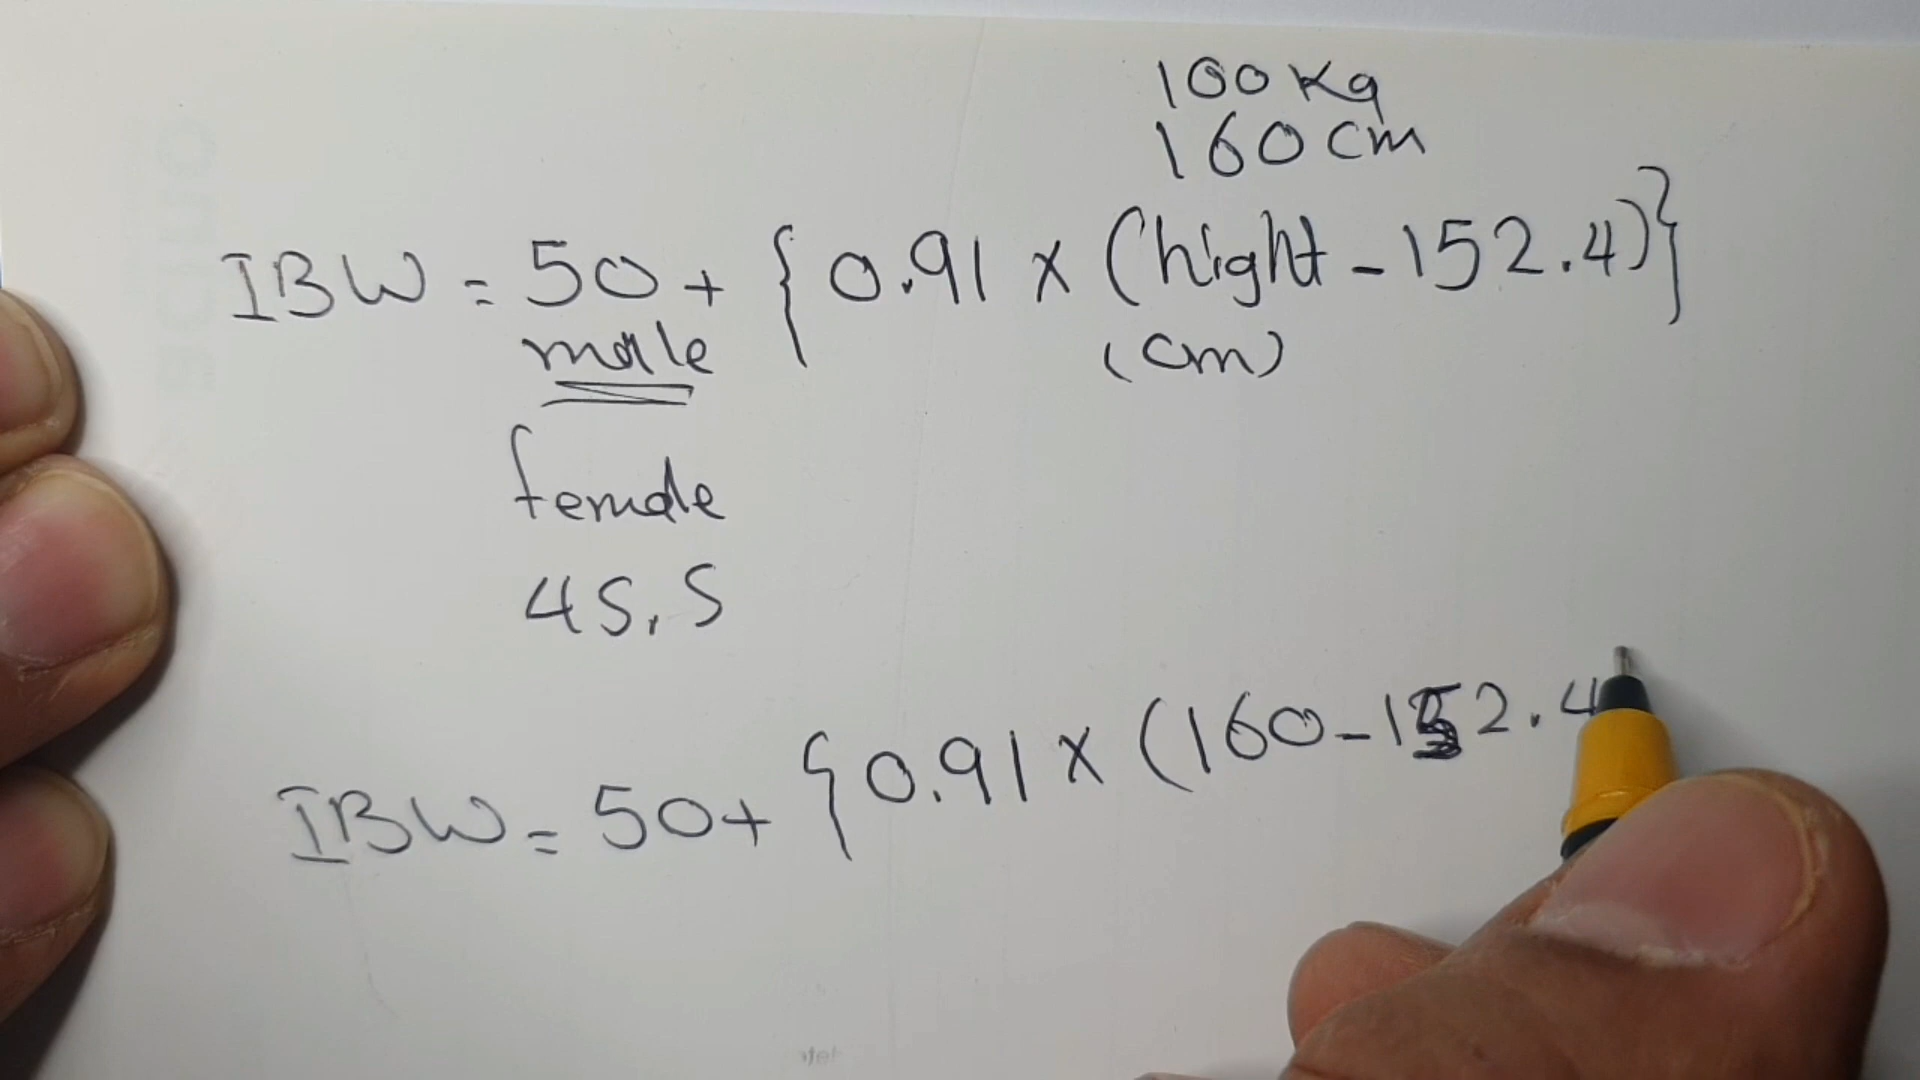 100 Kg
160 cm
IBW = 50 + { 0.91 x (hight - 152.4)}
male
(cm)
female
45.5
IBW = 50 + { 0.91 x (160 - 152.4